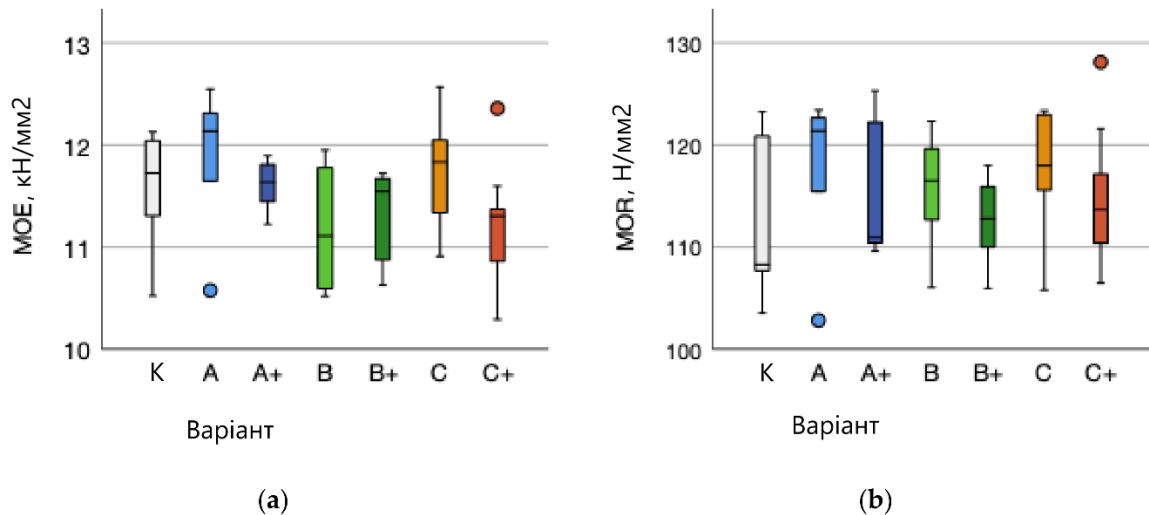 13
12
11
10
MOE, кН/мм2
К A A+ B B+ C C+
Варіант
(a)
130
120
110
100
MOR, Н/мм2
К A A+ B B+ C C+
Варіант
(b)